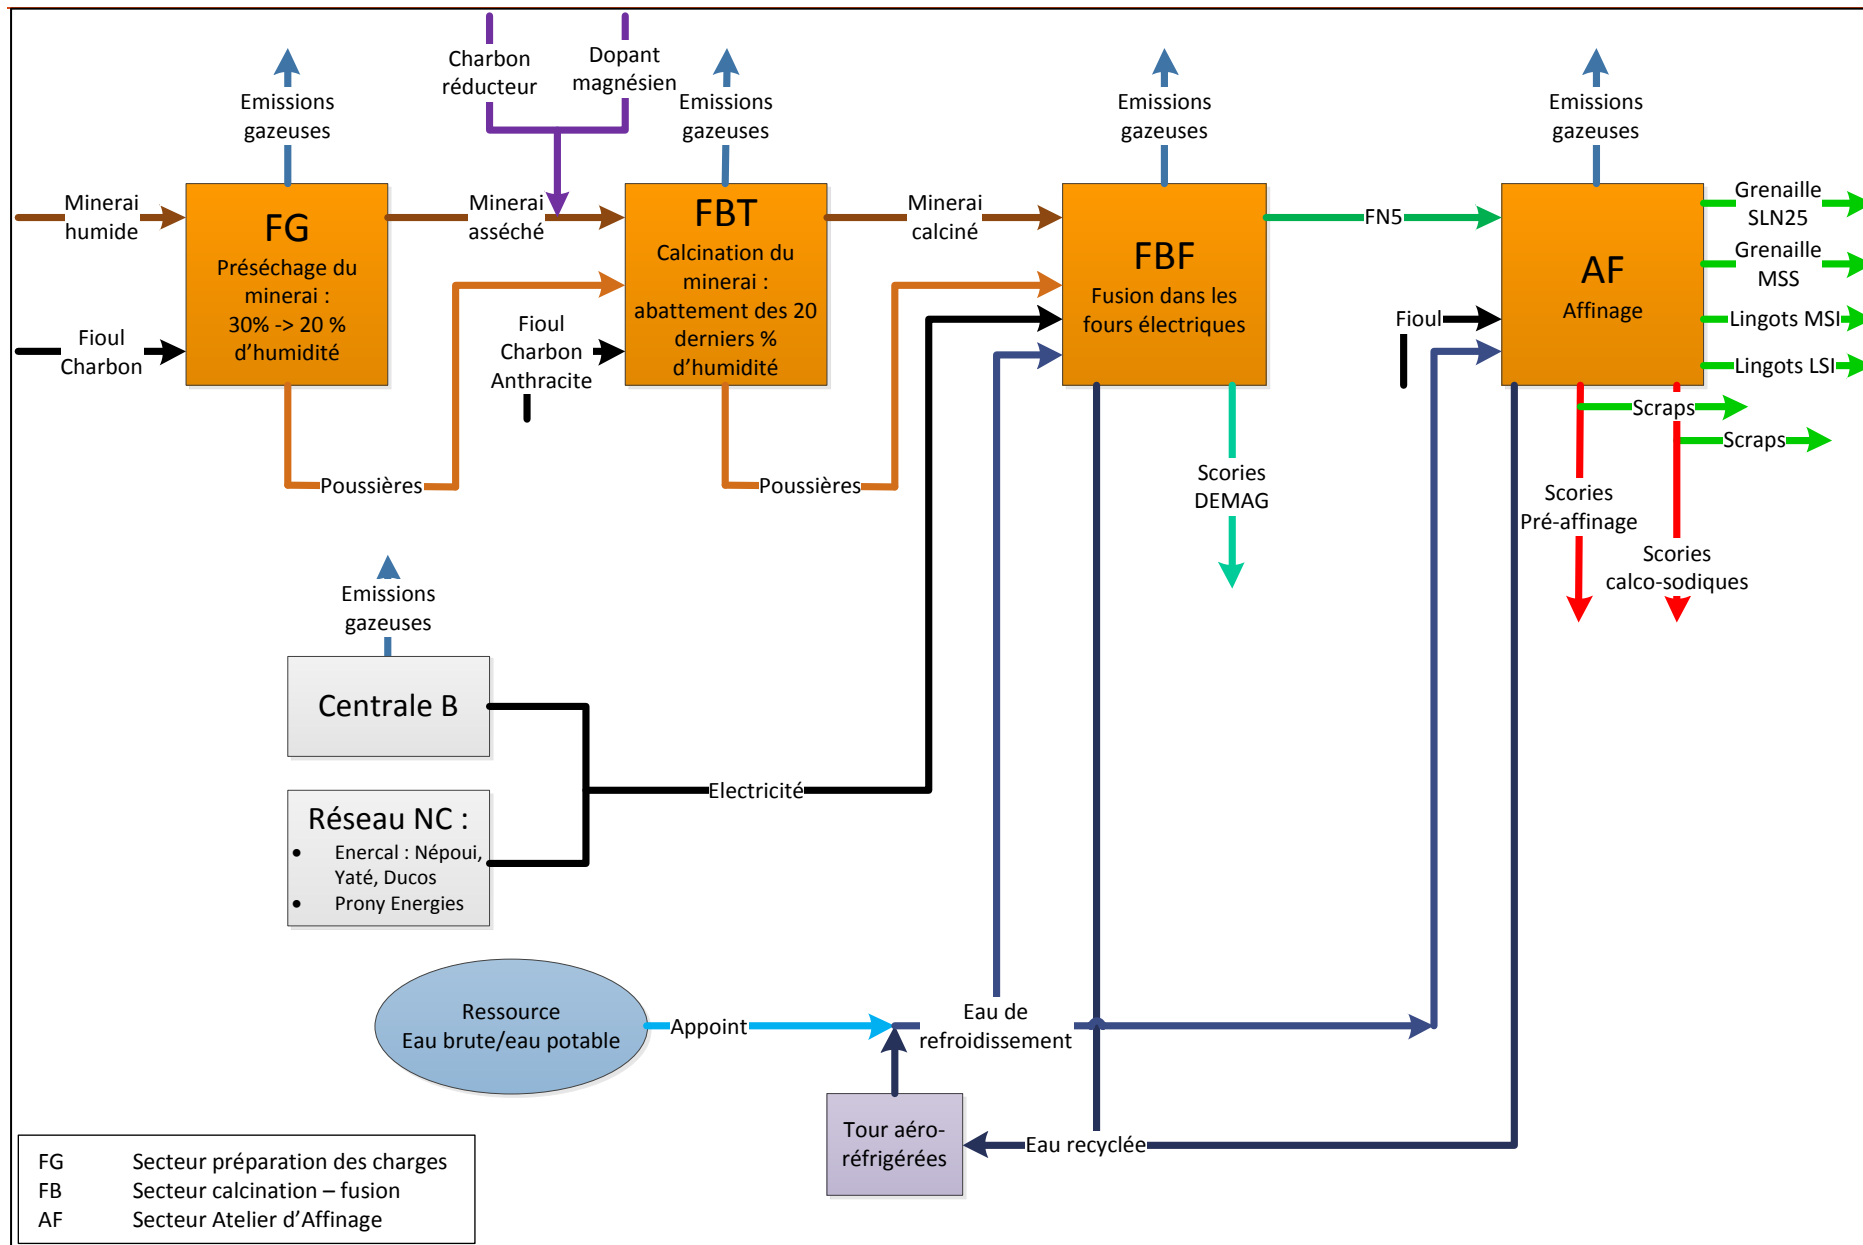 Charbon
réducteur
Dopant
magnésien
Emissions
gazeuses
Emissions
gazeuses
Emissions
gazeuses
Emissions
gazeuses
Minerai
humide
FG
Préséchage du
minerai :
30% -> 20 %
d’humidité
Fioul
Charbon
Minerai
asséché
FBT
Calcination du
minerai :
abattement des 20
derniers %
d’humidité
Fioul
Charbon
Anthracite
Minerai
calciné
FBF
Fusion dans les
fours électriques
FN5
AF
Affinage
Fioul
Grenaille
SLN25
Grenaille
MSS
Lingots MSI
Lingots LSI
Scraps
Scraps
Poussières
Poussières
Scories
DEMAG
Scories
Pré-affinage
Scories
calco-sodiques
Emissions
gazeuses
Centrale B
Electricité
Réseau NC :
• Enercal : Népoui,
Yaté, Ducos
• Prony Energies
Ressource
Eau brute/eau potable
Appoint
Eau de
refroidissement
Tour aéro-
réfrigérées
Eau recyclée
FG Secteur préparation des charges
FB Secteur calcination – fusion
AF Secteur Atelier d’Affinage